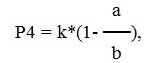 P4 = k*(1- a/b),